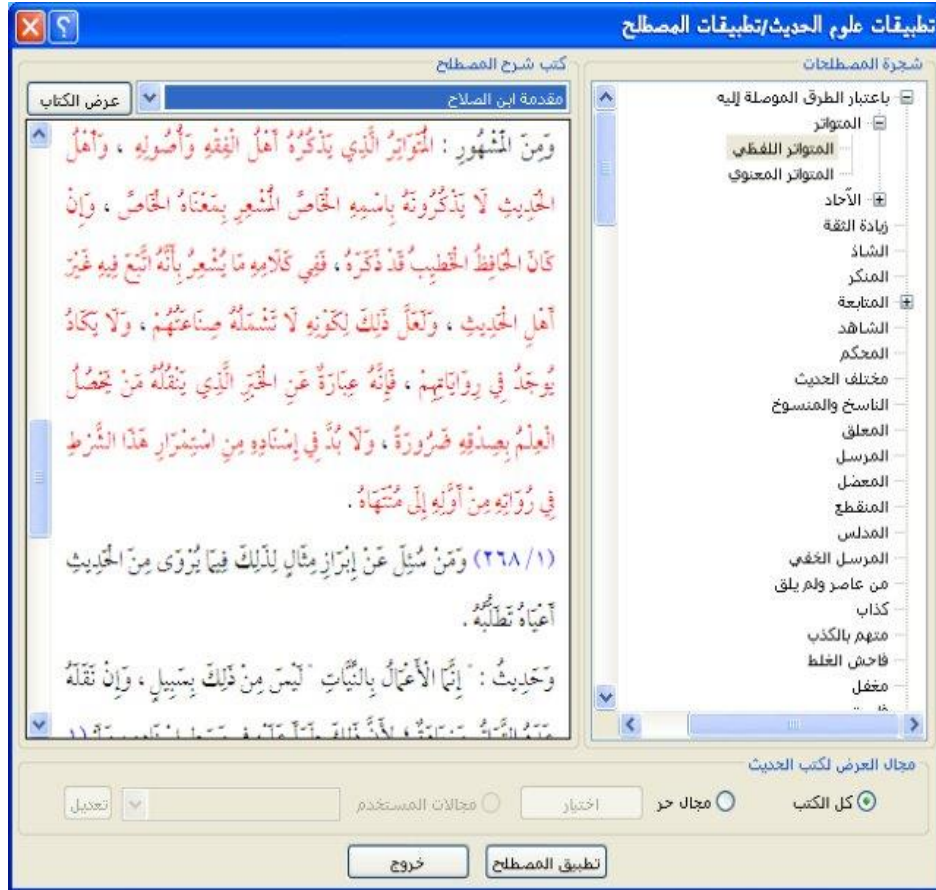 تطبيقات علوم الحديث/تطبيقات المصطلح
شجرة المصطلحات
باعتبار الطرق الموصلة إليه
المتواتر
المتواتر اللفظي
المتواتر المعنوي
الآحاد
زيادة الثقة
الشاذ
المنكر
المتابعة
الشاهد
المحكم
مختلف الحديث
الناسخ والمنسوخ
المعلق
المرسل
المعضل
المنقطع
المدلس
المرسل الخفي
من عاصر ولم يلق
كذاب
متهم بالكذب
فاحش الغلط
مغفل
كتب شرح المصطلح
مقدمة ابن الصلاح
عرض الكتاب
وَمِنَ الْمَشْهُورِ : الْمُتَوَاتِرُ الَّذِي يَذْكُرُهُ أَهْلُ الْفِقْهِ وَأُصُولِهِ ، وَأَهْلُ
الْحَدِيثِ لَا يَذْكُرُونَهُ بِاسْمِهِ الْخَاصِّ الْمُشْعِرِ بِمَعْنَاهُ الْخَاصِّ ، وَإِنْ
كَانَ الْحَافِظُ الْخَطِيبُ قَدْ ذَكَرَهُ ، فَفِي كَلَامِهِ مَا يُشْعِرُ بِأَنَّهُ اتَّبَعَ فِيهِ غَيْرَ
أَهْلِ الْحَدِيثِ ، وَلَعَلَّ ذَلِكَ لِكَوْنِهِ لَا تَشْمَلُهُ صِنَاعَتُهُمْ ، وَلَا يَكَادُ
يُوجَدُ فِي رِوَايَاتِهِمْ ، فَإِنَّهُ عِبَارَةٌ عَنِ الْخَبَرِ الَّذِي يَنْقُلُهُ مَنْ يَحْصُلُ
الْعِلْمُ بِصِدْقِهِ ضَرُورَةً ، وَلَا بُدَّ فِي إِسْنَادِهِ مِنِ اسْتِمْرَارِ هَذَا الشَّرْطِ
فِي رُوَاتِهِ مِنْ أَوَّلِهِ إِلَى مُنْتَهَاهُ .
(١/ ٢٦٨) وَمَنْ سُئِلَ عَنْ إِبْرَازِ مِثَالٍ لِذَلِكَ فِيمَا يُرْوَى مِنَ الْحَدِيثِ
أَعْيَاهُ تَطَلُّبُهُ .
وَحَدِيثُ : " إِنَّمَا الْأَعْمَالُ بِالنِّيَّاتِ " لَيْسَ مِنْ ذَلِكَ بِسَبِيلٍ ، وَإِنْ نَقَلَهُ
مجال العرض لكتب الحديث
كل الكتب
مجال حر
اختيار
مجالات المستخدم
تعديل
تطبيق المصطلح
خروج